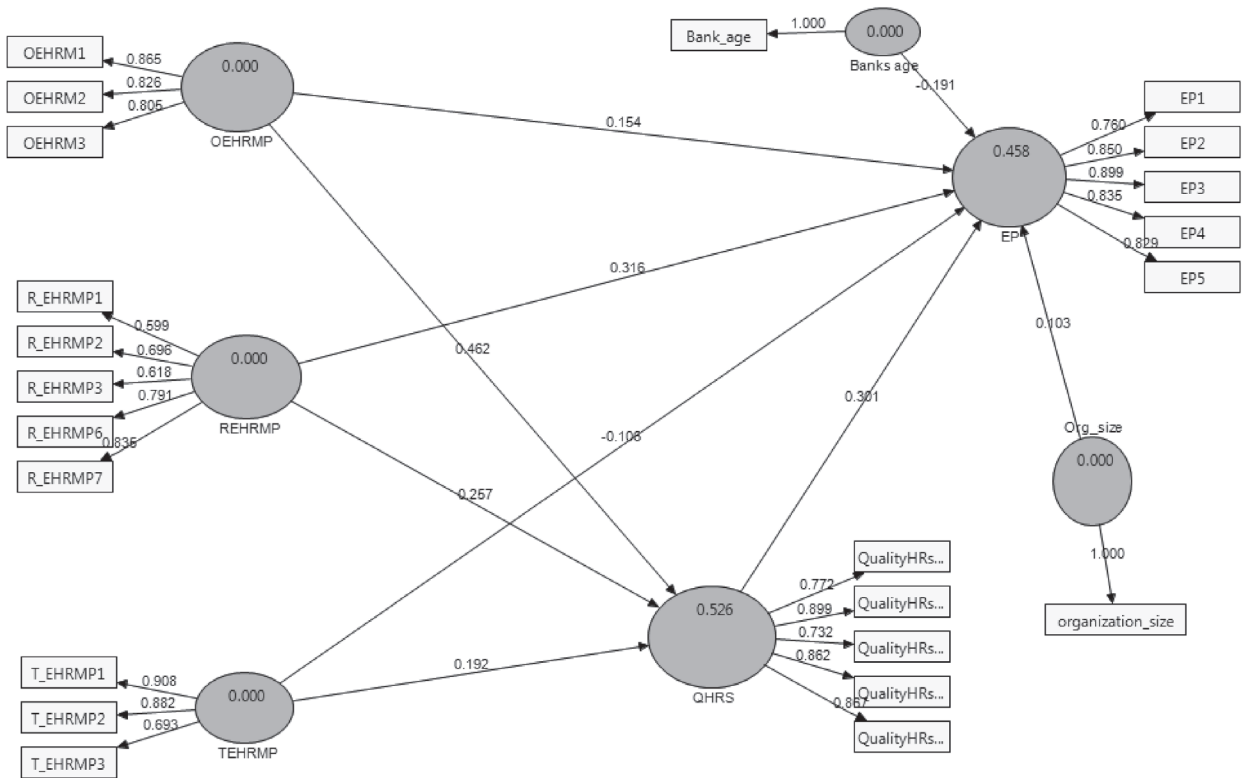 OEHRM1
OEHRM2
OEHRM3
0.865
0.826
0.805
0.000
OEHRMP
Bank_age
1.000
0.000
Banks age
-0.191
0.154
0.458
EP
0.760
0.850
0.899
0.835
0.829
EP1
EP2
EP3
EP4
EP5
R_EHRMP1
R_EHRMP2
R_EHRMP3
R_EHRMP6
R_EHRMP7
0.599
0.696
0.618
0.791
0.835
0.000
REHRMP
0.316
0.462
0.257
-0.106
0.301
0.103
Org_size
0.000
1.000
organization_size
T_EHRMP1
T_EHRMP2
T_EHRMP3
0.908
0.882
0.693
0.000
TEHRMP
0.192
0.526
QHRS
0.772
0.899
0.732
0.862
0.867
QualityHRs...
QualityHRs...
QualityHRs...
QualityHRs...
QualityHRs...